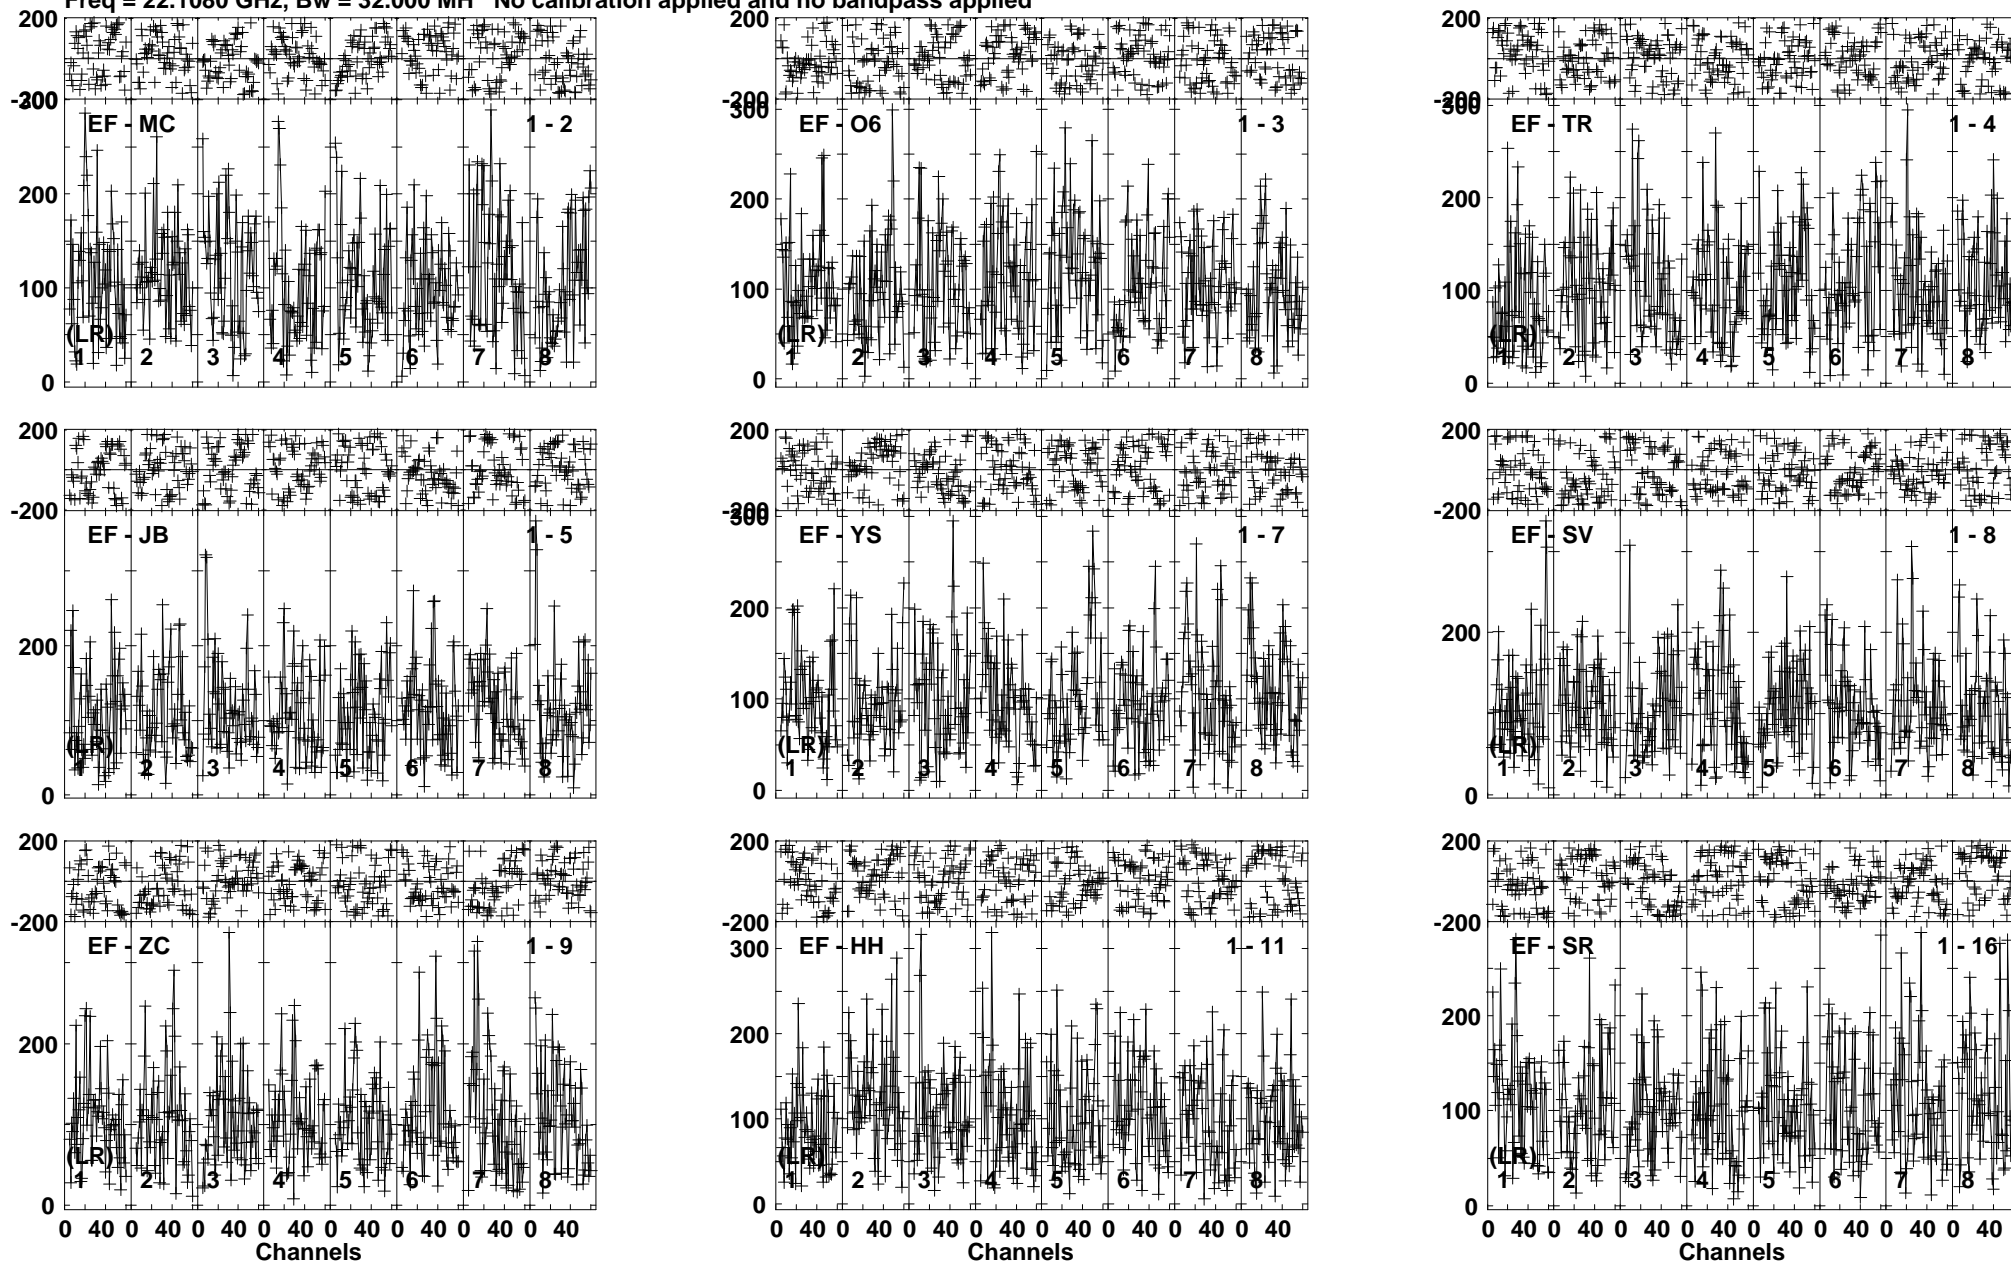 Freq = 22.1080 GHz, Bw = 32.000 MH No calibration applied and no bandpass applied
200 200 200
-200 -200 -200
300 300
EF - MC 1 - 2 EF - O6 1 - 3 EF - TR 1 - 4
200 200 200
100 100 100
(LR) (LR) (LR)
1 2 3 4 5 6 7 8 1 2 3 4 5 6 7 8 1 2 3 4 5 6 7 8
0 0 0
200 200 200
-200 -200 -200
300
EF - JB 1 - 5 EF - YS 1 - 7 EF - SV 1 - 8
200 200 200
100
(LR) (LR) (LR)
1 2 3 4 5 6 7 8 1 2 3 4 5 6 7 8 1 2 3 4 5 6 7 8
0 0 0
200 200 200
-200 -200 -200
EF - ZC 1 - 9 EF - HH 1 - 11 EF - SR 1 - 16
300
200 200 200
100 100
(LR) (LR) (LR)
1 2 3 4 5 6 7 8 1 2 3 4 5 6 7 8 1 2 3 4 5 6 7 8
0 0 0
0 40 0 40 0 40 0 40 0 40 0 40 0 40 0 40 0 40 0 40 0 40 0 40 0 40 0 40 0 40 0 40 0 40 0 40 0 40 0 40 0 40 0 40 0 40 0 40
Channels Channels Channels